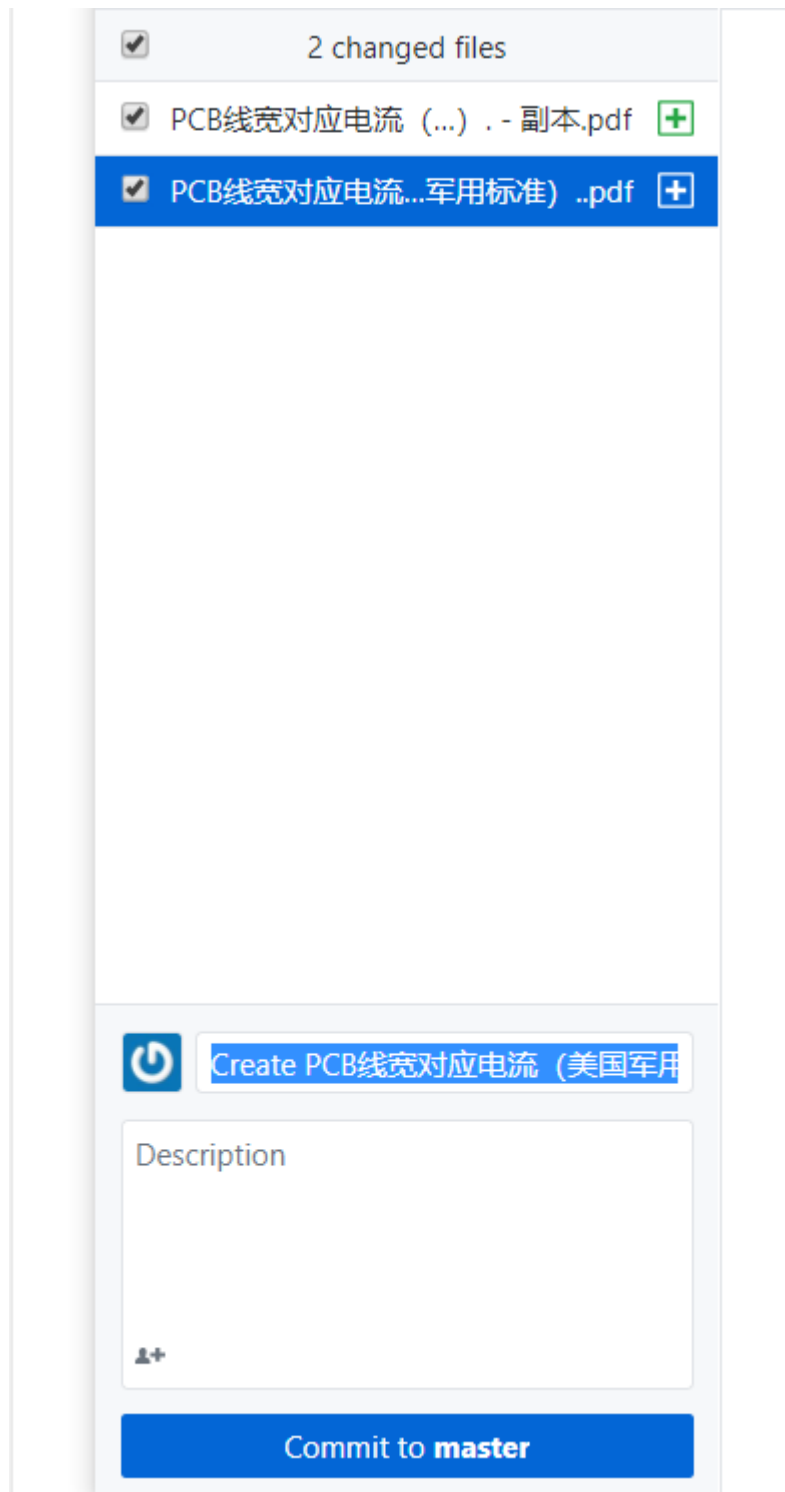 2 changed files
PCB线宽对应电流（...）. - 副本.pdf
PCB线宽对应电流...军用标准）..pdf
Create PCB线宽对应电流（美国军用
Description
Commit to master